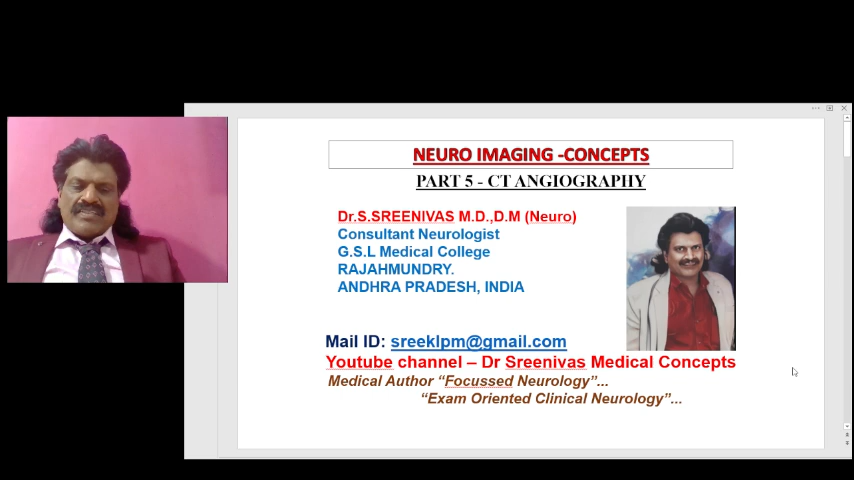 NEURO IMAGING -CONCEPTS
PART 5 - CT ANGIOGRAPHY
Dr.S.SREENIVAS M.D.,D.M (Neuro)
Consultant Neurologist
G.S.L Medical College
RAJAHMUNDRY.
ANDHRA PRADESH, INDIA
Mail ID: sreeklpm@gmail.com
Youtube channel – Dr Sreenivas Medical Concepts
Medical Author “Focussed Neurology”...
“Exam Oriented Clinical Neurology”...